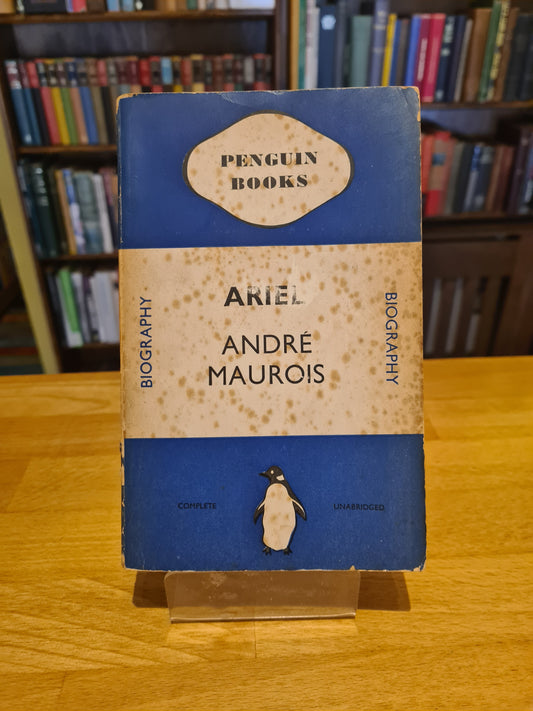 PENGUIN
BOOKS
ARIEL
ANDRÉ
MAUROIS
BIOGRAPHY
BIOGRAPHY
COMPLETE
UNABRIDGED